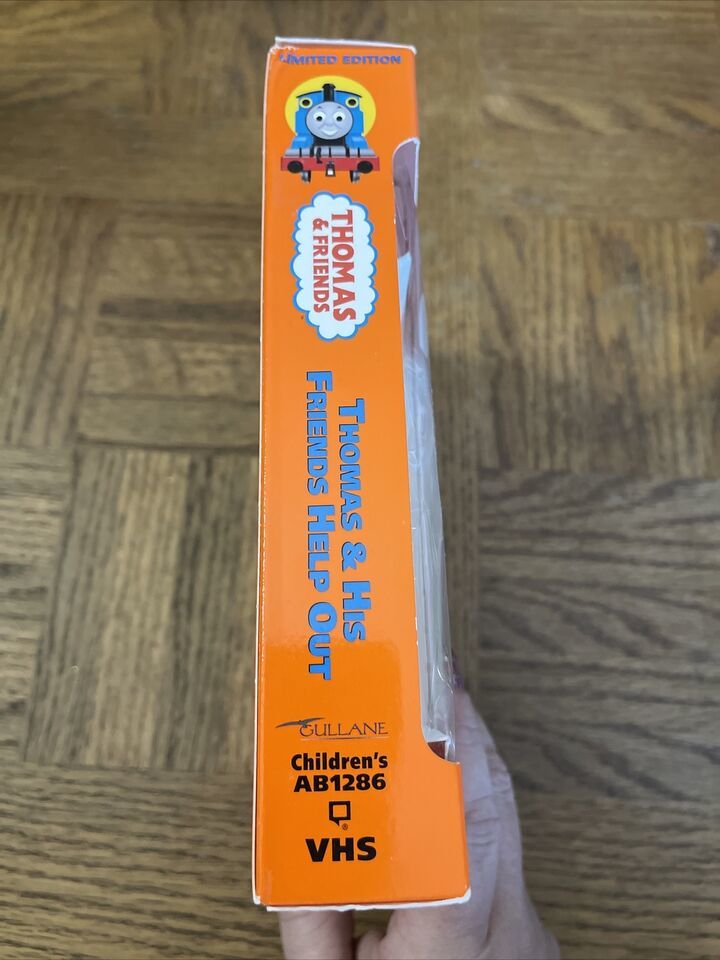 LIMITED EDITION
THOMAS
& FRIENDS
THOMAS & HIS
FRIENDS HELP OUT
GULLANE
Children's
AB1286
®
VHS